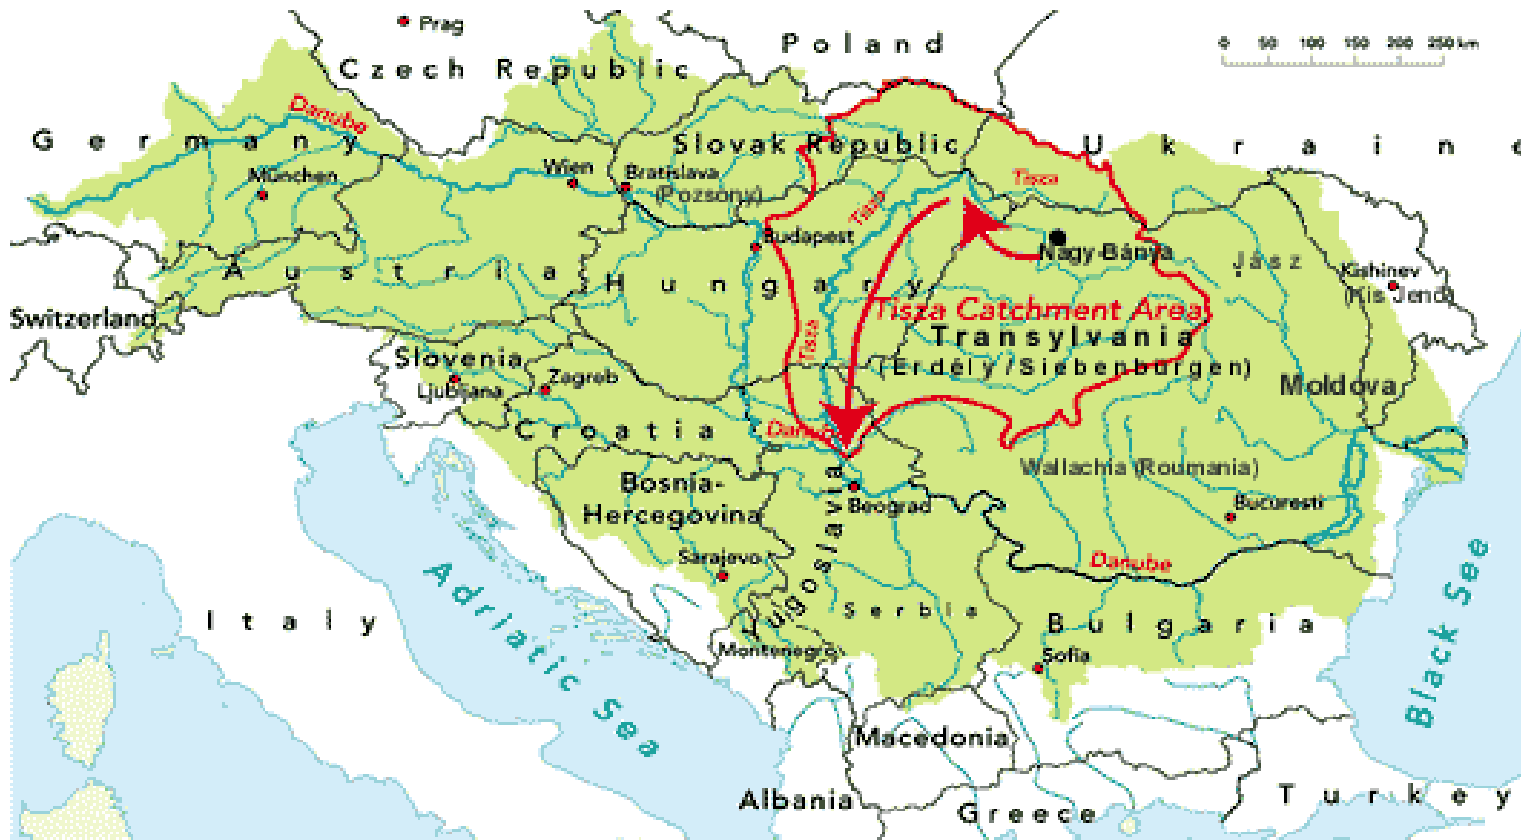 Prag
Poland
0 50 100 150 200 250 km
Czech Republic
Danube
Germany
Slovak Republic
Ukraine
Wien
Bratislava
(Pozsony)
München
Tisza
Tisza
Budapest
Nagy-Bánya
Jász
Kishinev
(Kis Jenő)
Austria
Hungary
Switzerland
Tisza Catchment Area
Transylvania
(Erdély/Siebenbürgen)
Tisza
Slovenia
Ljubljana
Zagreb
Moldova
Croatia
Danube
Wallachia (Roumania)
Bosnia-
Hercegovina
Beograd
Bucuresti
Sarajevo
Yugoslavia
Danube
Adriatic Sea
Italy
Serbia
Bulgaria
Black See
Montenegro
Sofia
Macedonia
Albania
Greece
Turkey